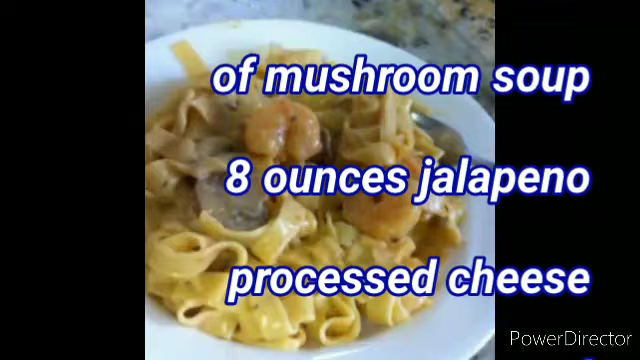 of mushroom soup
8 ounces jalapeno
processed cheese
PowerDirector